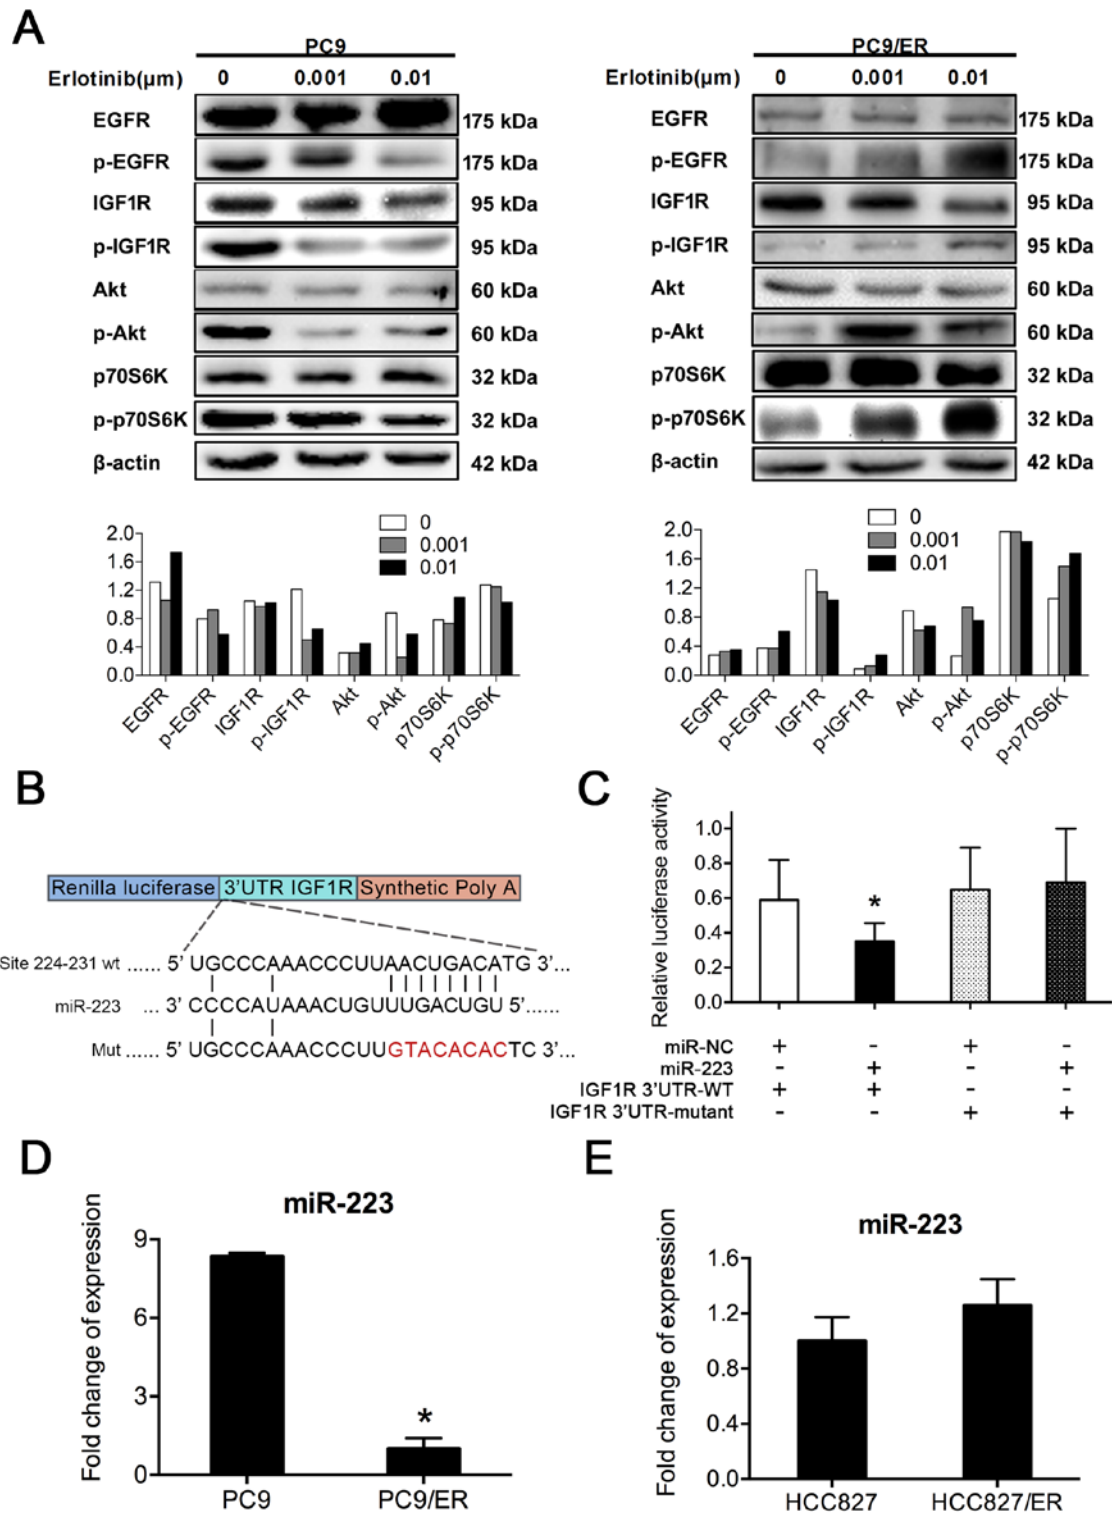 A
PC9
Erlotinib(μm) 0 0.001 0.01
EGFR 175 kDa
p-EGFR 175 kDa
IGF1R 95 kDa
p-IGF1R 95 kDa
Akt 60 kDa
p-Akt 60 kDa
p70S6K 32 kDa
p-p70S6K 32 kDa
β-actin 42 kDa
PC9/ER
Erlotinib(μm) 0 0.001 0.01
EGFR 175 kDa
p-EGFR 175 kDa
IGF1R 95 kDa
p-IGF1R 95 kDa
Akt 60 kDa
p-Akt 60 kDa
p70S6K 32 kDa
p-p70S6K 32 kDa
β-actin 42 kDa
0
0.001
0.01
2.0
1.6
1.2
0.8
0.4
0.0
EGFR p-EGFR IGF1R p-IGF1R Akt p-Akt p70S6K p-p70S6K
0
0.001
0.01
2.0
1.6
1.2
0.8
0.4
0.0
EGFR p-EGFR IGF1R p-IGF1R Akt p-Akt p70S6K p-p70S6K
B
Renilla luciferase 3'UTR IGF1R Synthetic Poly A
Site 224-231 wt ...... 5' UGCCCAAACCCUUAACUGACATG 3'...
miR-223 ... 3' CCCCAUAAACUGUUUGACUGU 5'......
Mut ...... 5' UGCCCAAACCCUUGTACACACTC 3'...
C
Relative luciferase activity
1.0
0.8
0.6
0.4
0.2
0.0
*
miR-NC + - + -
miR-223 - + - +
IGF1R 3'UTR-WT + + - -
IGF1R 3'UTR-mutant - - + +
D
miR-223
Fold change of expression
9
6
3
0
*
PC9 PC9/ER
E
miR-223
Fold change of expression
1.6
1.2
0.8
0.4
0.0
HCC827 HCC827/ER